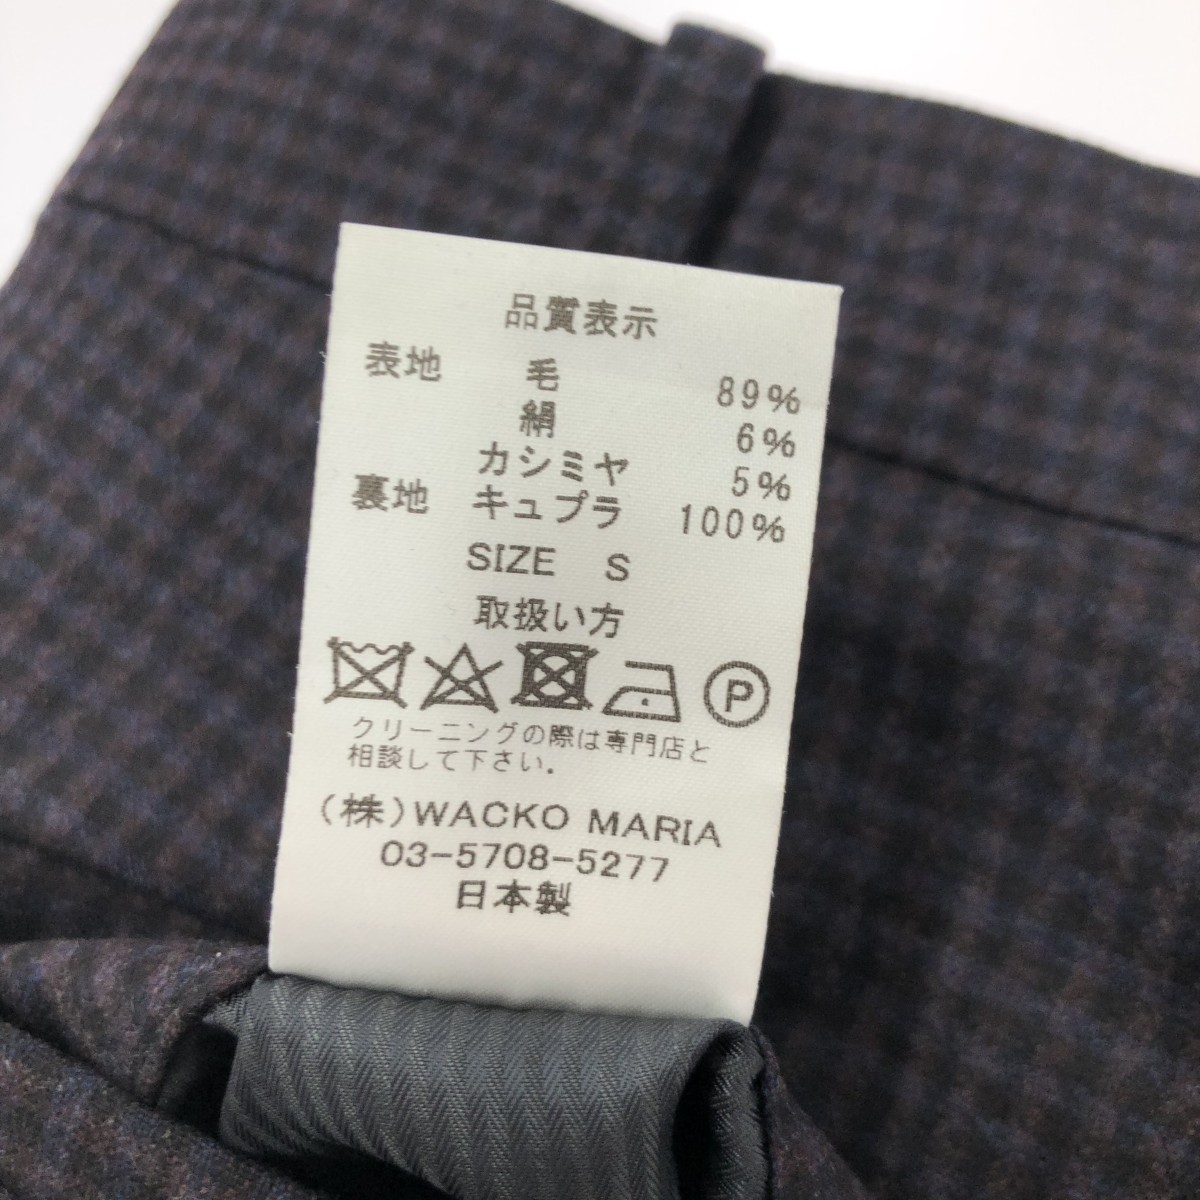 品質表示
表地 毛 89%
絹 6%
カシミヤ 5%
裏地 キュプラ 100%
SIZE S
取扱い方
P
クリーニングの際は専門店と
相談して下さい.
(株)WACKO MARIA
03-5708-5277
日本製